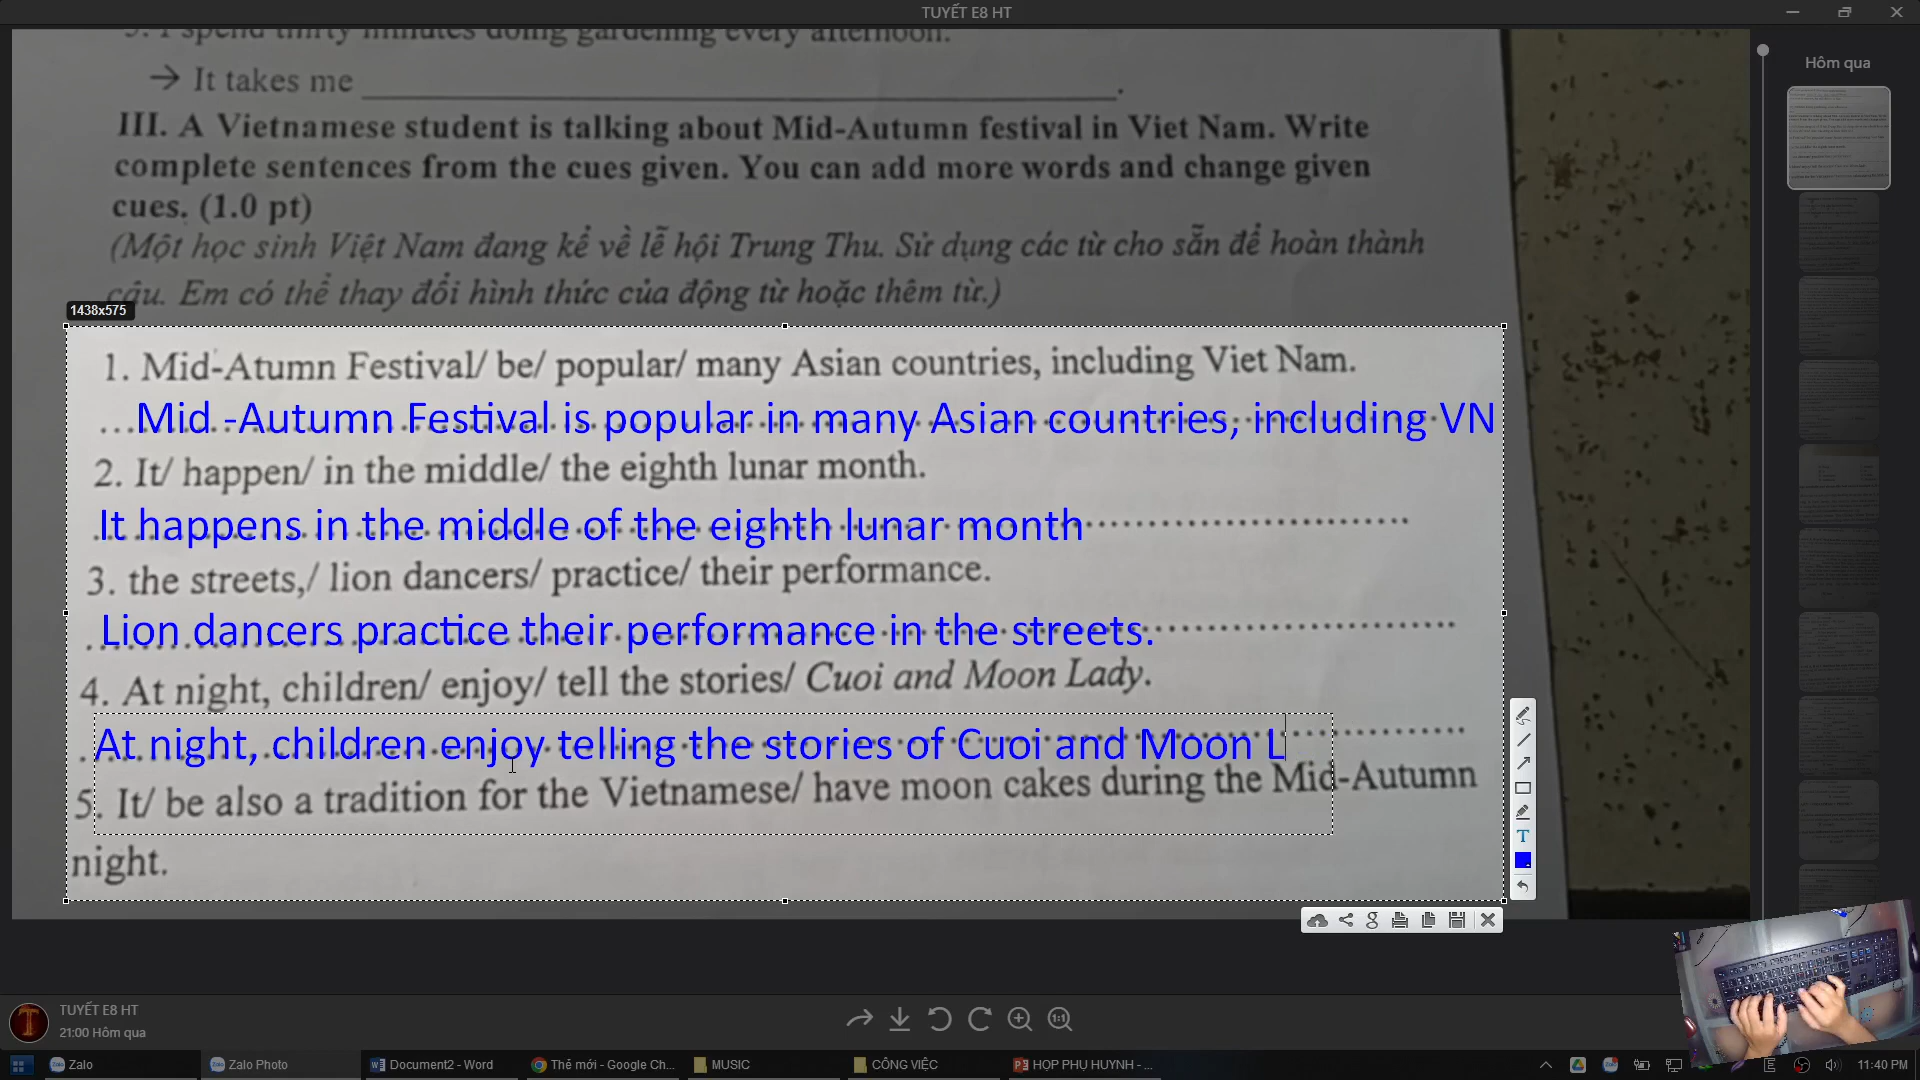 TUYẾT E8 HT
5. I spend thirty minutes doing gardening every afternoon.
→ It takes me ____________________.
Hôm qua
III. A Vietnamese student is talking about Mid-Autumn festival in Viet Nam. Write
complete sentences from the cues given. You can add more words and change given
cues. (1.0 pt)
(Một học sinh Việt Nam đang kể về lễ hội Trung Thu. Sử dụng các từ cho sẵn để hoàn thành
câu. Em có thể thay đổi hình thức của động từ hoặc thêm từ.)
1438x575
1. Mid-Atumn Festival/ be/ popular/ many Asian countries, including Viet Nam.
Mid -Autumn Festival is popular in many Asian countries, including VN
2. It/ happen/ in the middle/ the eighth lunar month.
It happens in the middle of the eighth lunar month
3. the streets,/ lion dancers/ practice/ their performance.
Lion dancers practice their performance in the streets.
4. At night, children/ enjoy/ tell the stories/ Cuoi and Moon Lady.
At night, children enjoy telling the stories of Cuoi and Moon L
5. It/ be also a tradition for the Vietnamese/ have moon cakes during the Mid-Autumn
night.
TUYẾT E8 HT
21:00 Hôm qua
Zalo
Zalo Photo
Document2 - Word
Thẻ mới - Google Ch...
MUSIC
CÔNG VIỆC
HỌP PHỤ HUYNH - ...
11:40 PM